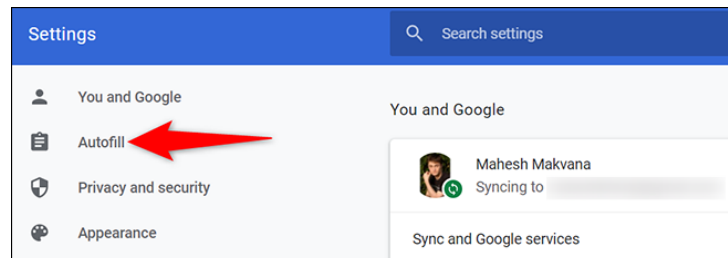 Settings
Search settings
You and Google
Autofill
Privacy and security
Appearance
You and Google
Mahesh Makvana
Syncing to
Sync and Google services